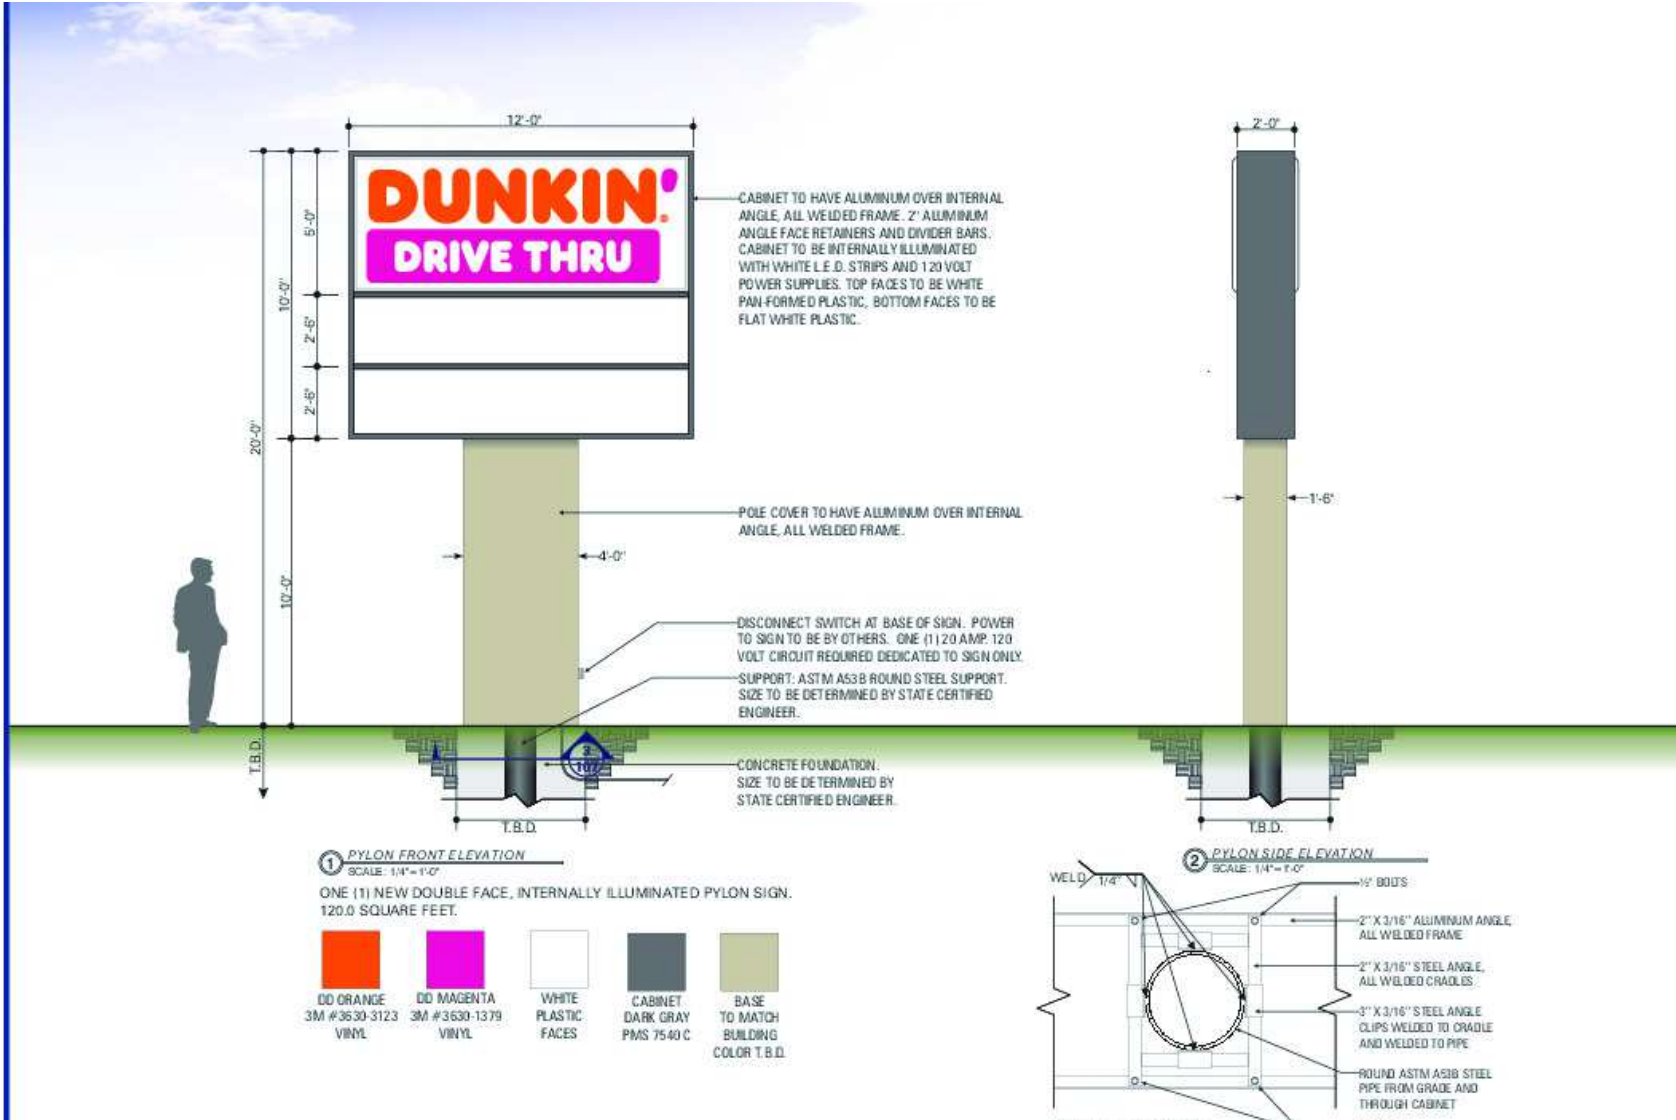 12'-0"
2'-0"
DUNKIN'
DRIVE THRU
5'-0"
10'-0"
2'-6"
2'-6"
20'-0"
10'-0"
T.B.D.
CABINET TO HAVE ALUMINUM OVER INTERNAL
ANGLE, ALL WELDED FRAME. 2" ALUMINUM
ANGLE FACE RETAINERS AND DIVIDER BARS.
CABINET TO BE INTERNALLY ILLUMINATED
WITH WHITE L.E.D. STRIPS AND 120 VOLT
POWER SUPPLIES. TOP FACES TO BE WHITE
PAN-FORMED PLASTIC, BOTTOM FACES TO BE
FLAT WHITE PLASTIC.
1'-6"
POLE COVER TO HAVE ALUMINUM OVER INTERNAL
ANGLE, ALL WELDED FRAME.
4'-0"
DISCONNECT SWITCH AT BASE OF SIGN. POWER
TO SIGN TO BE BY OTHERS. ONE (1) 20 AMP. 120
VOLT CIRCUIT REQUIRED DEDICATED TO SIGN ONLY.
SUPPORT: ASTM A53B ROUND STEEL SUPPORT.
SIZE TO BE DETERMINED BY STATE CERTIFIED
ENGINEER.
3
107
CONCRETE FOUNDATION.
SIZE TO BE DETERMINED BY
STATE CERTIFIED ENGINEER.
T.B.D.
T.B.D.
1 PYLON FRONT ELEVATION
SCALE: 1/4"=1'-0"
ONE (1) NEW DOUBLE FACE, INTERNALLY ILLUMINATED PYLON SIGN.
120.0 SQUARE FEET.
DD ORANGE
3M #3630-3123
VINYL
DD MAGENTA
3M #3630-1379
VINYL
WHITE
PLASTIC
FACES
CABINET
DARK GRAY
PMS 7540 C
BASE
TO MATCH
BUILDING
COLOR T.B.D.
2 PYLON SIDE ELEVATION
SCALE: 1/4"=1'-0"
WELD 1/4"
½" BOLTS
2" X 3/16" ALUMINUM ANGLE,
ALL WELDED FRAME
2" X 3/16" STEEL ANGLE,
ALL WELDED CRADLES
3" X 3/16" STEEL ANGLE
CLIPS WELDED TO CRADLE
AND WELDED TO PIPE
ROUND ASTM A53B STEEL
PIPE FROM GRADE AND
THROUGH CABINET